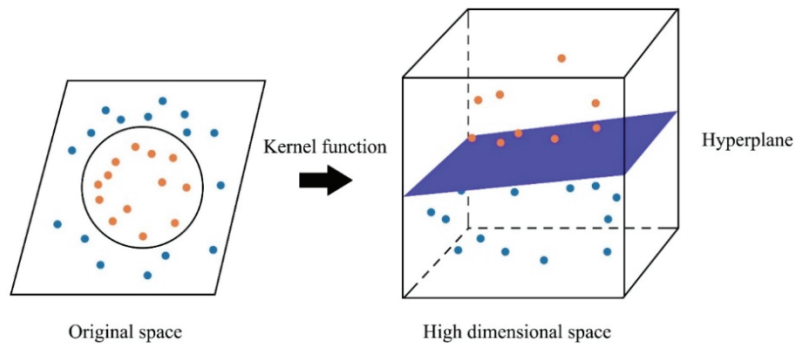 Kernel function
Hyperplane
Original space
High dimensional space